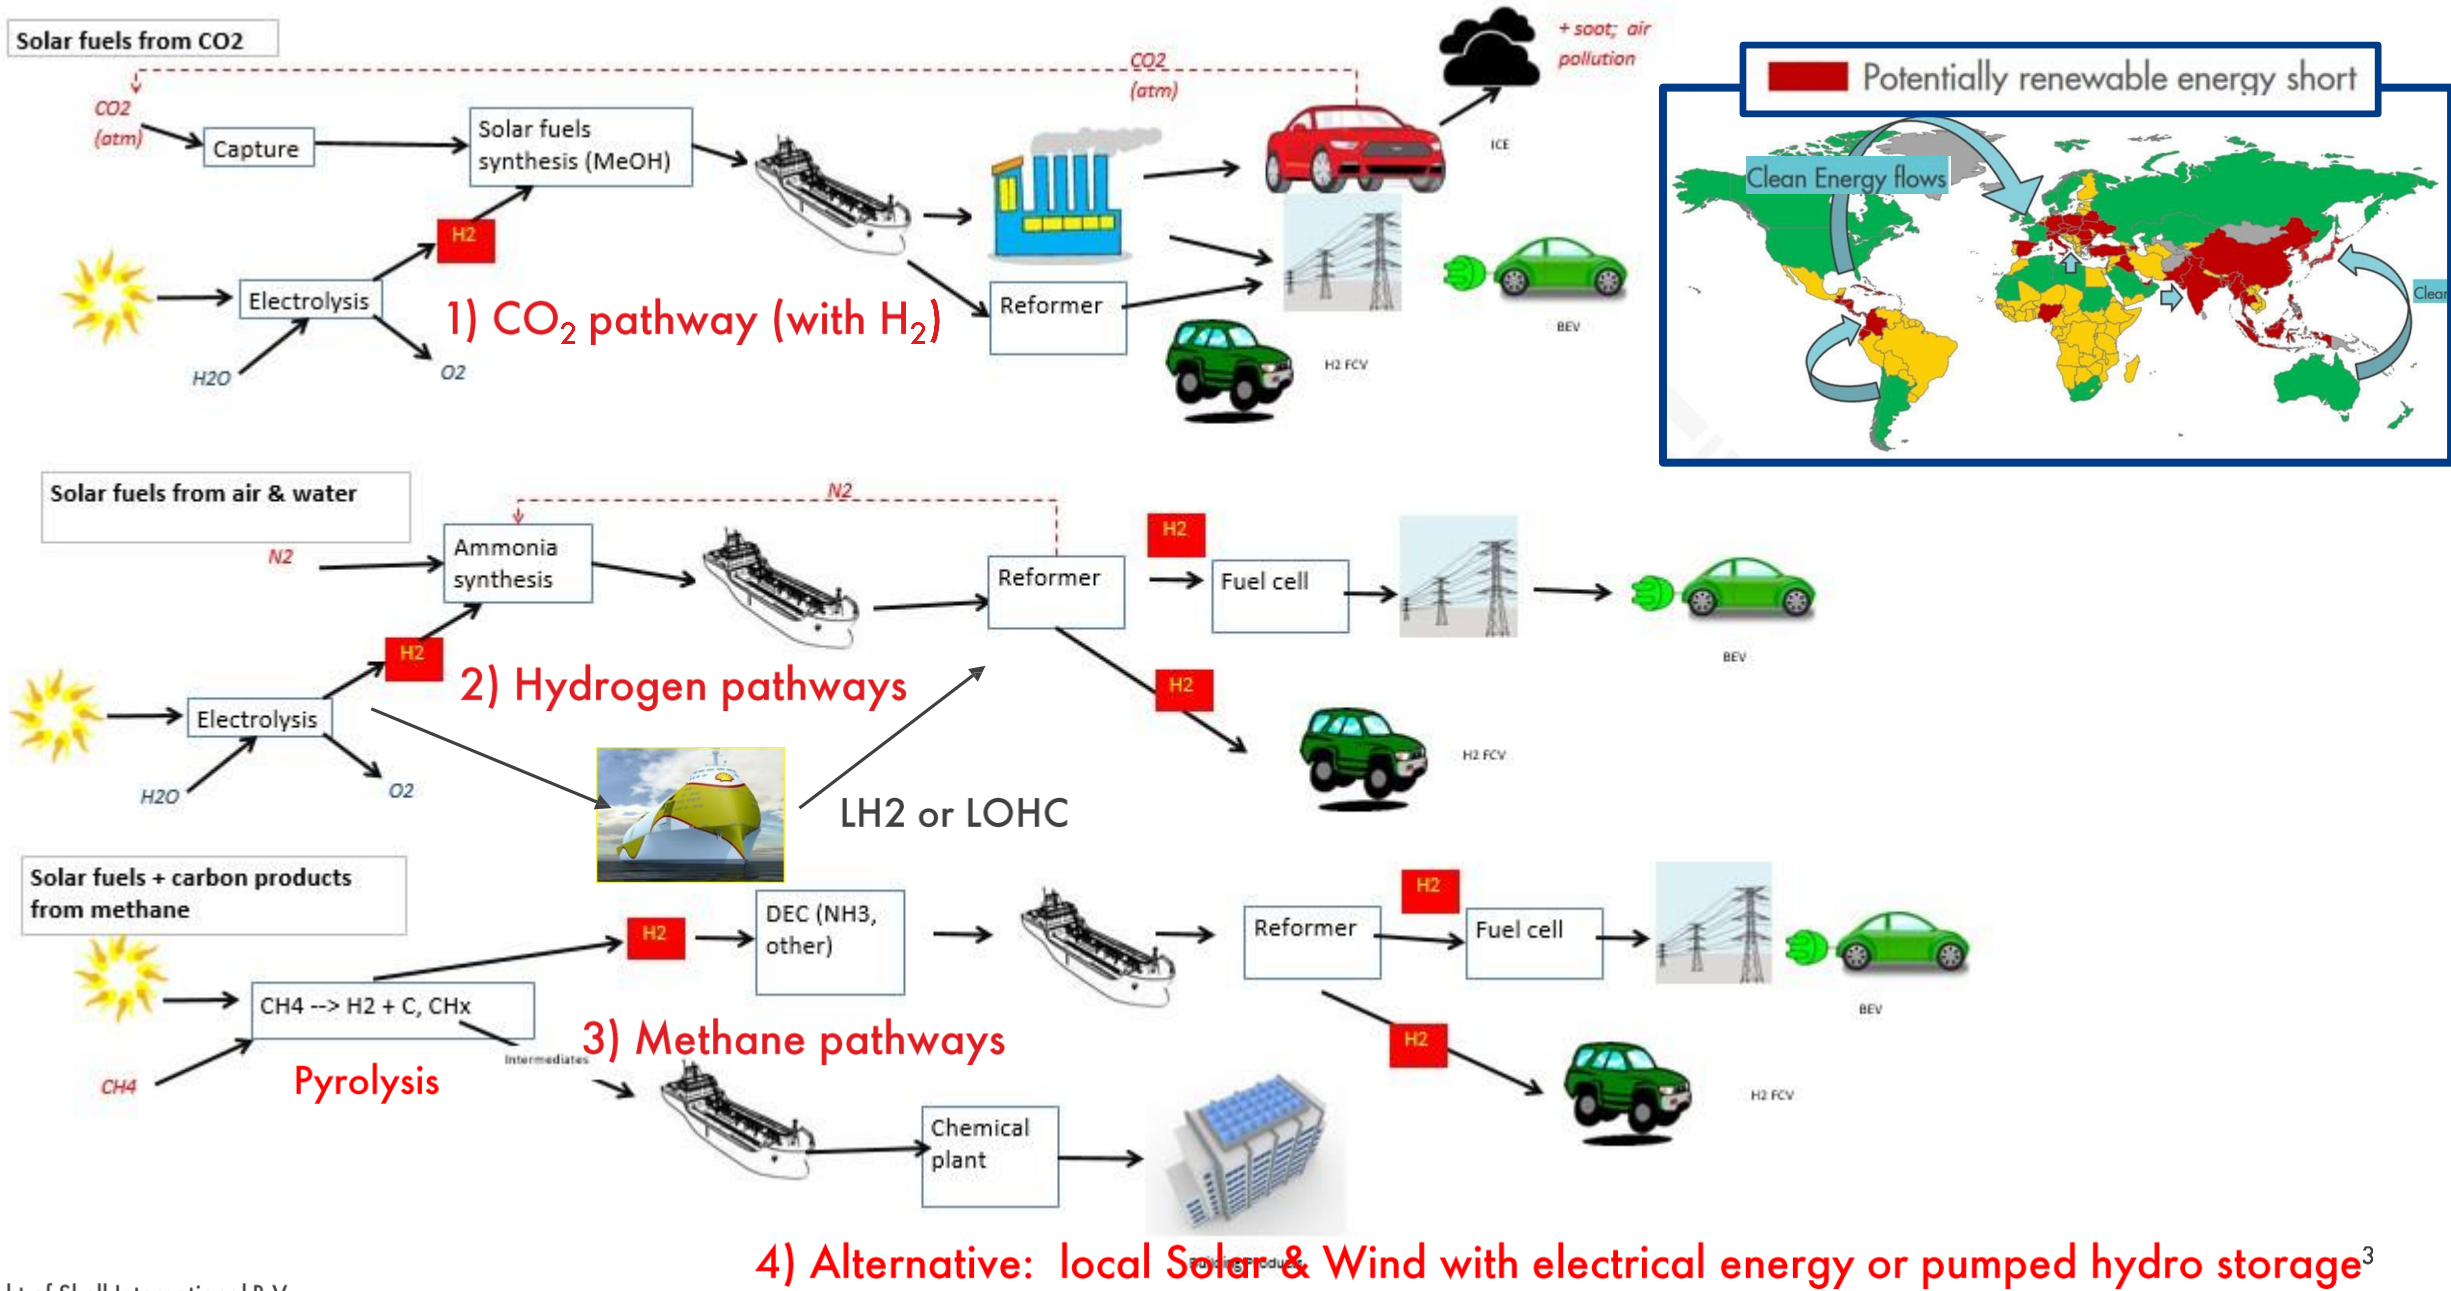 Solar fuels from CO2
CO2
(atm)
Capture
Solar fuels
synthesis (MeOH)
CO2
(atm)
+ soot; air
pollution
ICE
H2
Electrolysis
H2O
O2
1) CO₂ pathway (with H₂)
Reformer
H2 FCV
BEV
Potentially renewable energy short
Clean Energy flows
Clear
Solar fuels from air & water
N2
N2
Ammonia
synthesis
H2
Electrolysis
H2O
O2
2) Hydrogen pathways
Reformer
H2
Fuel cell
BEV
H2
H2 FCV
LH2 or LOHC
Solar fuels + carbon products
from methane
CH4 --> H2 + C, CHx
CH4
Pyrolysis
H2
DEC (NH3,
other)
3) Methane pathways
Intermediates
Reformer
H2
Fuel cell
BEV
H2
H2 FCV
Chemical
plant
4) Alternative: local Solar & Wind with electrical energy or pumped hydro storage
3
of Shell International B.V.